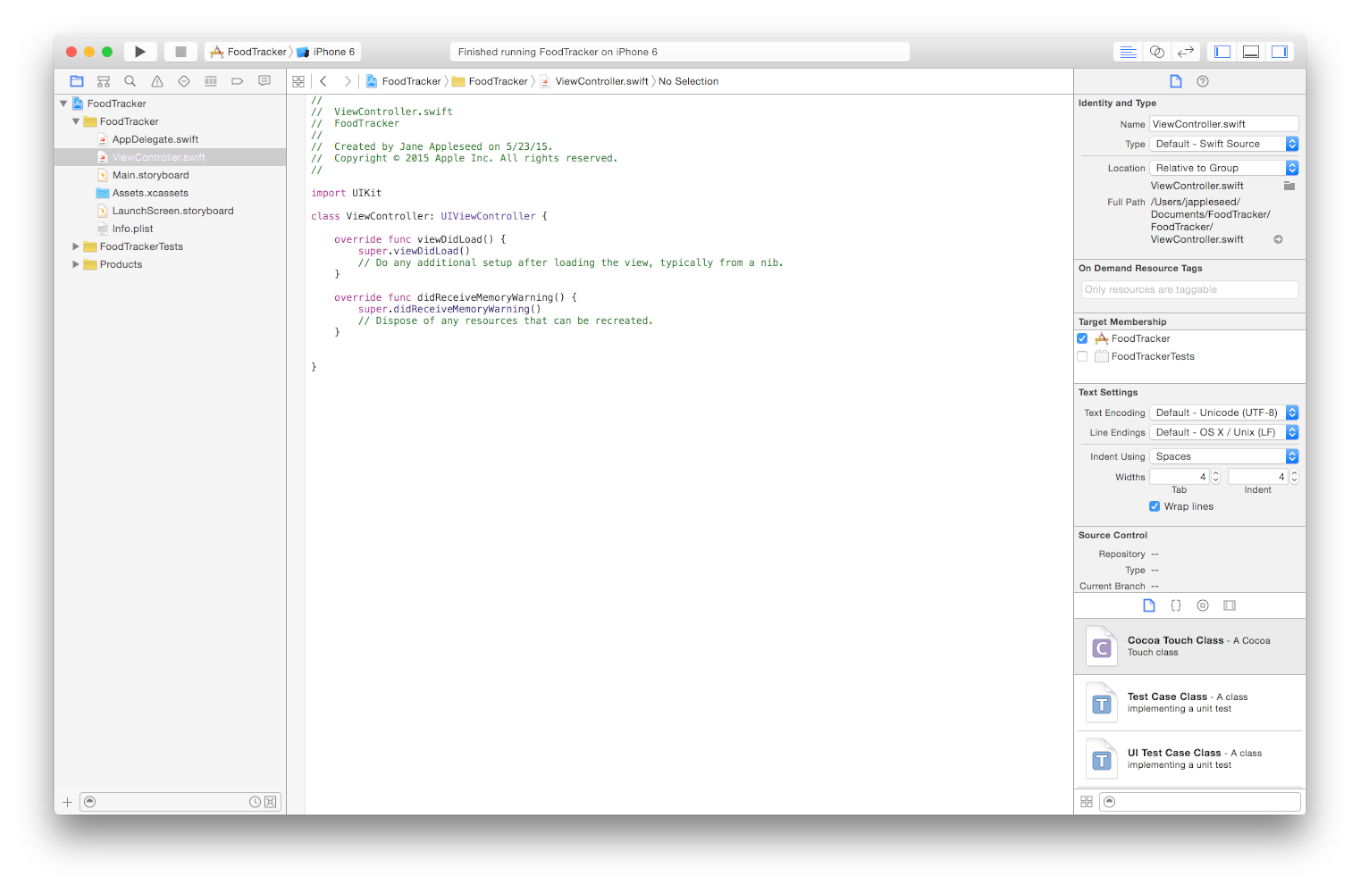 FoodTracker iPhone 6
Finished running FoodTracker on iPhone 6
FoodTracker FoodTracker ViewController.swift No Selection
FoodTracker
FoodTracker
AppDelegate.swift
ViewController.swift
Main.storyboard
Assets.xcassets
LaunchScreen.storyboard
Info.plist
FoodTrackerTests
Products
//
//  ViewController.swift
//  FoodTracker
//
//  Created by Jane Appleseed on 5/23/15.
//  Copyright © 2015 Apple Inc. All rights reserved.
//
import UIKit
class ViewController: UIViewController {
    override func viewDidLoad() {
        super.viewDidLoad()
        // Do any additional setup after loading the view, typically from a nib.
    }
    override func didReceiveMemoryWarning() {
        super.didReceiveMemoryWarning()
        // Dispose of any resources that can be recreated.
    }
}
Identity and Type
Name ViewController.swift
Type Default - Swift Source
Location Relative to Group
ViewController.swift
Full Path /Users/jappleseed/
Documents/FoodTracker/
FoodTracker/
ViewController.swift
On Demand Resource Tags
Only resources are taggable
Target Membership
FoodTracker
FoodTrackerTests
Text Settings
Text Encoding Default - Unicode (UTF-8)
Line Endings Default - OS X / Unix (LF)
Indent Using Spaces
Widths 4 4
Tab Indent
Wrap lines
Source Control
Repository --
Type --
Current Branch --
{}
C
Cocoa Touch Class - A Cocoa
Touch class
T
Test Case Class - A class
implementing a unit test
T
UI Test Case Class - A class
implementing a unit test